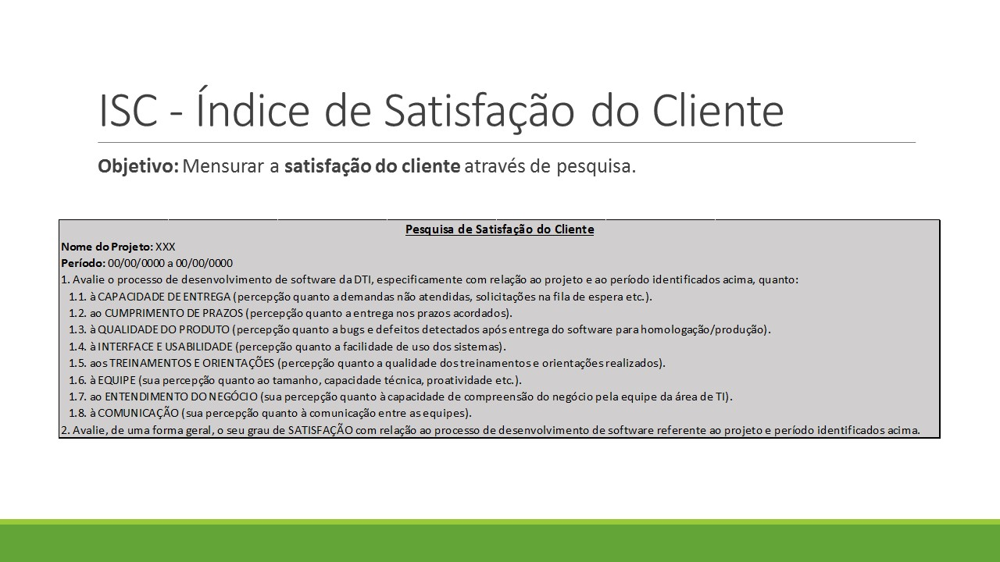 ISC - Índice de Satisfação do Cliente
Objetivo: Mensurar a satisfação do cliente através de pesquisa.
Pesquisa de Satisfação do Cliente
Nome do Projeto: XXX
Período: 00/00/0000 a 00/00/0000
1. Avalie o processo de desenvolvimento de software da DTI, especificamente com relação ao projeto e ao período identificados acima, quanto:
1.1. à CAPACIDADE DE ENTREGA (percepção quanto a demandas não atendidas, solicitações na fila de espera etc.).
1.2. ao CUMPRIMENTO DE PRAZOS (percepção quanto a entrega nos prazos acordados).
1.3. à QUALIDADE DO PRODUTO (percepção quanto a bugs e defeitos detectados após entrega do software para homologação/produção).
1.4. à INTERFACE E USABILIDADE (percepção quanto a facilidade de uso dos sistemas).
1.5. aos TREINAMENTOS E ORIENTAÇÕES (percepção quanto a qualidade dos treinamentos e orientações realizados).
1.6. à EQUIPE (sua percepção quanto ao tamanho, capacidade técnica, proatividade etc.).
1.7. ao ENTENDIMENTO DO NEGÓCIO (sua percepção quanto à capacidade de compreensão do negócio pela equipe da área de TI).
1.8. à COMUNICAÇÃO (sua percepção quanto à comunicação entre as equipes).
2. Avalie, de uma forma geral, o seu grau de SATISFAÇÃO com relação ao processo de desenvolvimento de software referente ao projeto e período identificados acima.